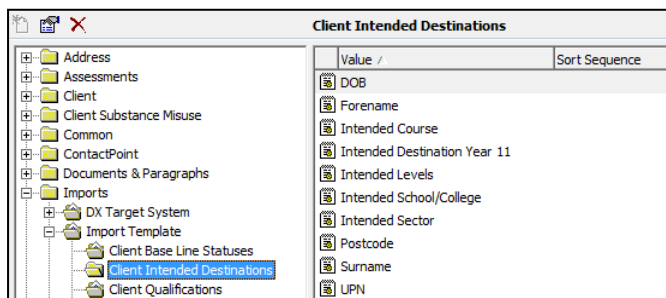 Client Intended Destinations
Address
Assessments
Client
Client Substance Misuse
Common
ContactPoint
Documents & Paragraphs
Imports
DX Target System
Import Template
Client Base Line Statuses
Client Intended Destinations
Client Qualifications
Value Sort Sequence
DOB
Forename
Intended Course
Intended Destination Year 11
Intended Levels
Intended School/College
Intended Sector
Postcode
Surname
UPN